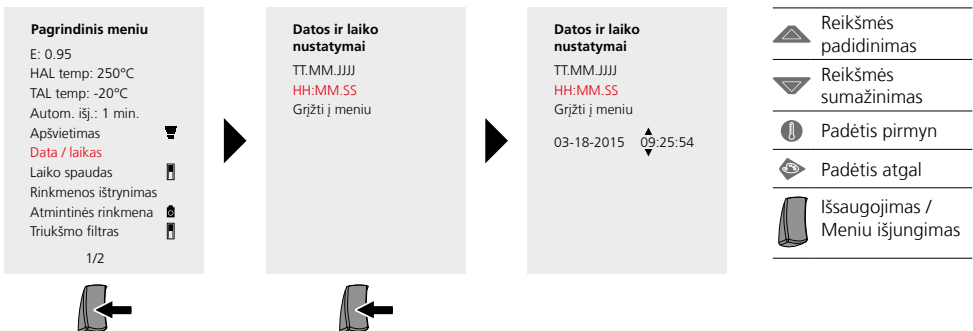 Pagrindinis meniu
E: 0.95
HAL temp: 250°C
TAL temp: -20°C
Autom. išj.: 1 min.
Apšvietimas
Data / laikas
Laiko spaudas
Rinkmenos ištrynimas
Atmintinės rinkmena
Triukšmo filtras
1/2
Datos ir laiko
nustatymai
TT.MM.JJJJ
HH:MM.SS
Grįžti į meniu
Datos ir laiko
nustatymai
TT.MM.JJJJ
HH:MM.SS
Grįžti į meniu
03-18-2015 09:25:54
Reikšmės
padidinimas
Reikšmės
sumažinimas
Padėtis pirmyn
Padėtis atgal
Išsaugojimas /
Meniu išjungimas